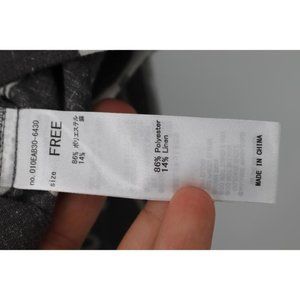 no. 010EAB30-6430
size FREE
86% ポリエステル
14% 麻
86% Polyester
14% Linen
MADE IN CHINA